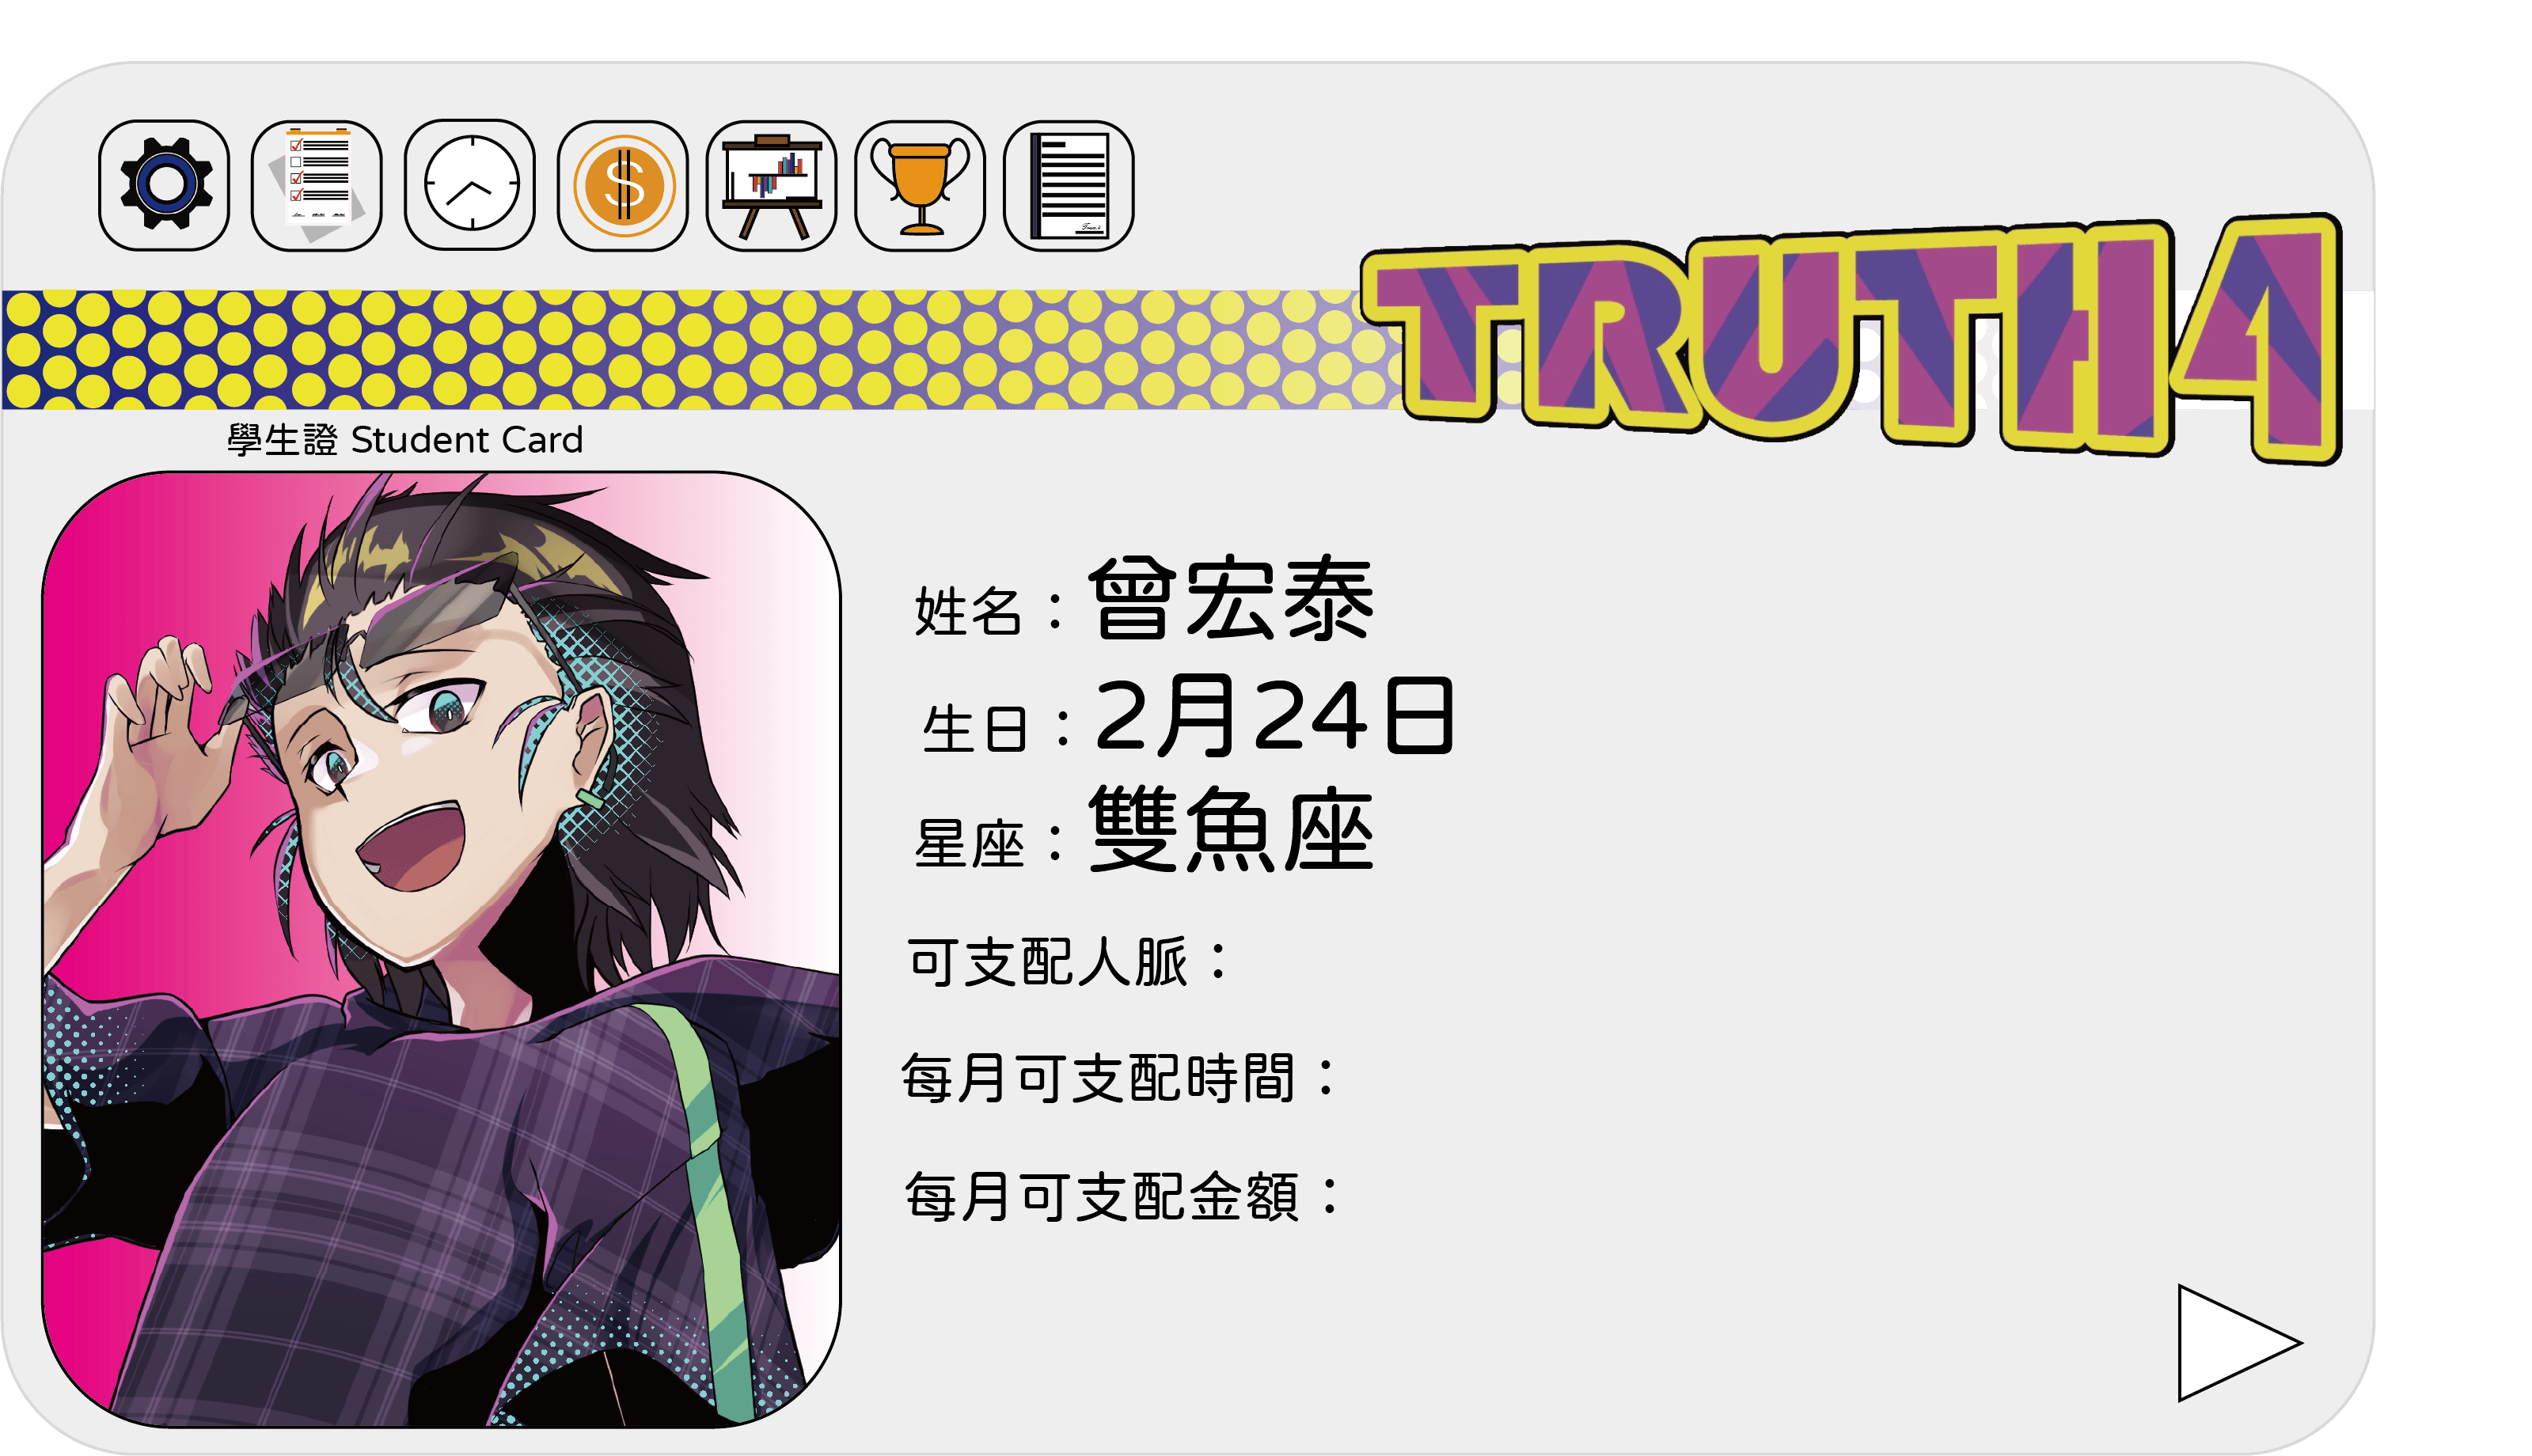 $
TRUTH4
學生證 Student Card
姓名：曾宏泰
生日：2月24日
星座：雙魚座
可支配人脈：
每月可支配時間：
每月可支配金額：